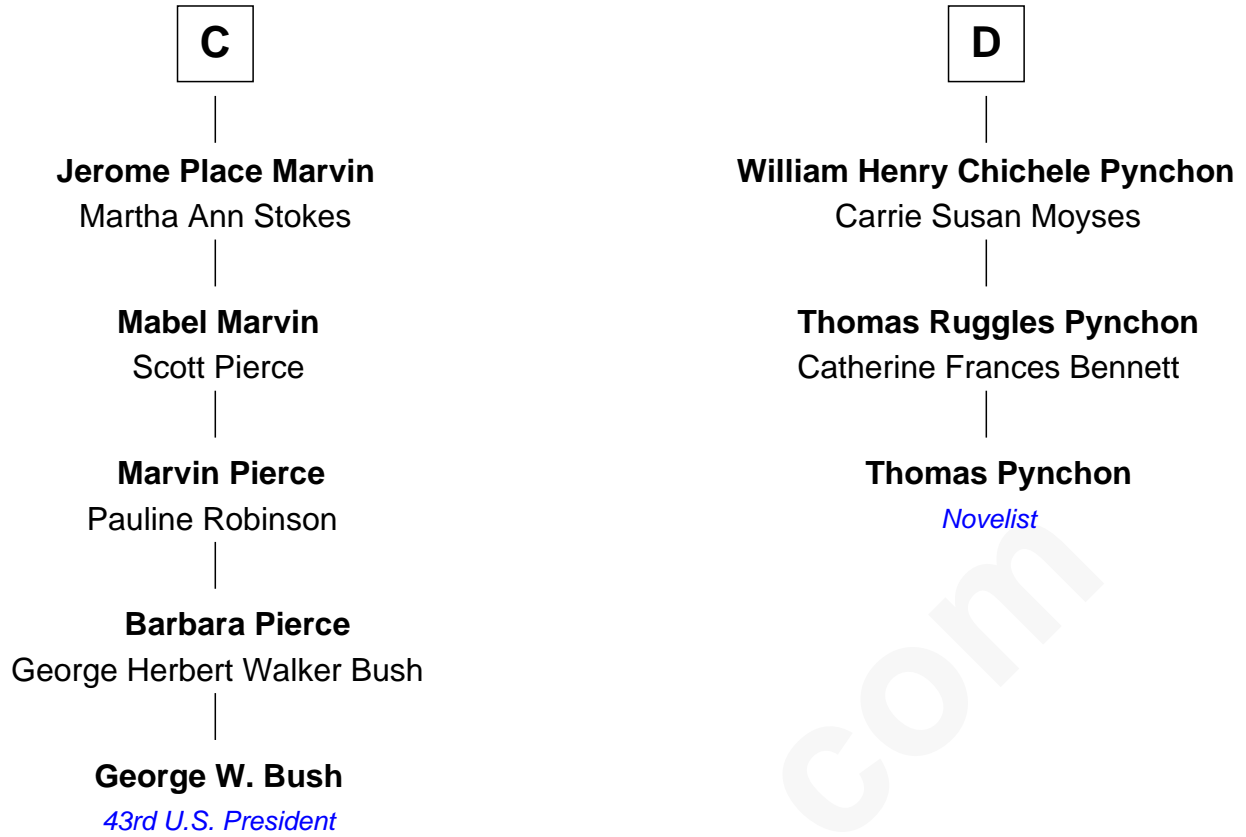 C
Jerome Place Marvin
Martha Ann Stokes
Mabel Marvin
Scott Pierce
Marvin Pierce
Pauline Robinson
Barbara Pierce
George Herbert Walker Bush
George W. Bush
43rd U.S. President
D
William Henry Chichele Pynchon
Carrie Susan Moyses
Thomas Ruggles Pynchon
Catherine Frances Bennett
Thomas Pynchon
Novelist
com